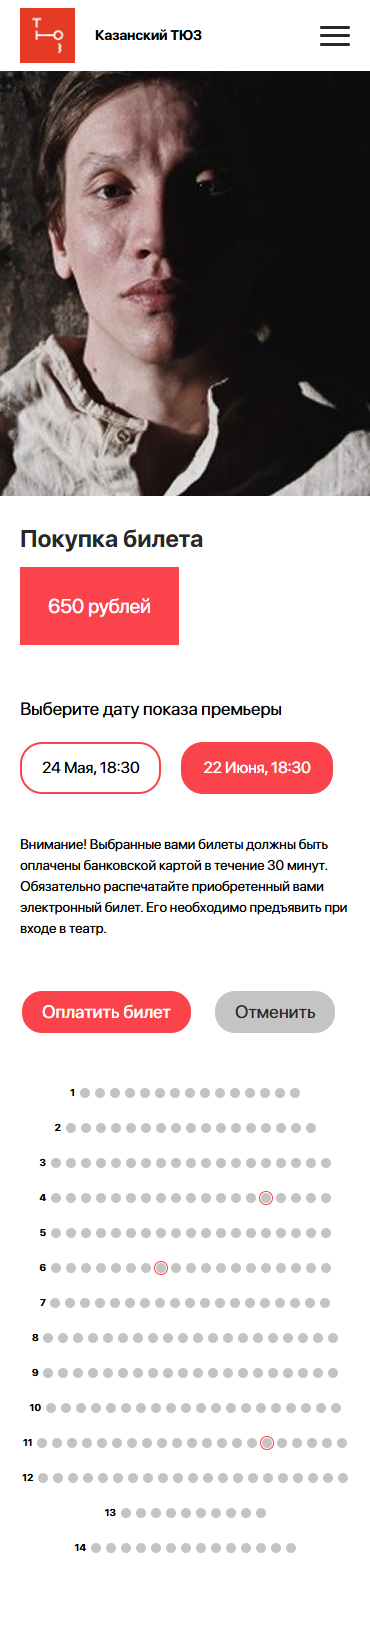 ТЮЗ
Казанский ТЮЗ
Покупка билета
650 рублей
Выберите дату показа премьеры
24 Мая, 18:30
22 Июня, 18:30
Внимание! Выбранные вами билеты должны быть
оплачены банковской картой в течение 30 минут.
Обязательно распечатайте приобретенный вами
электронный билет. Его необходимо предъявить при
входе в театр.
Оплатить билет
Отменить
1
2
3
4
5
6
7
8
9
10
11
12
13
14